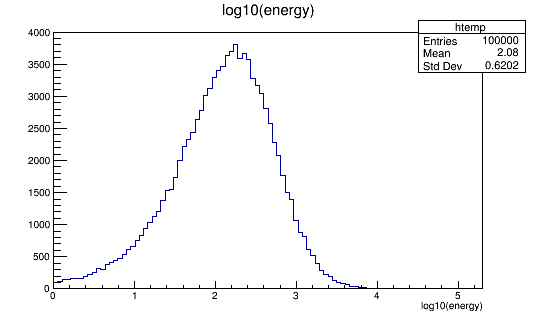 log10(energy)
htemp
Entries 100000
Mean 2.08
Std Dev 0.6202
4000
3500
3000
2500
2000
1500
1000
500
0
0 1 2 3 4 5
log10(energy)